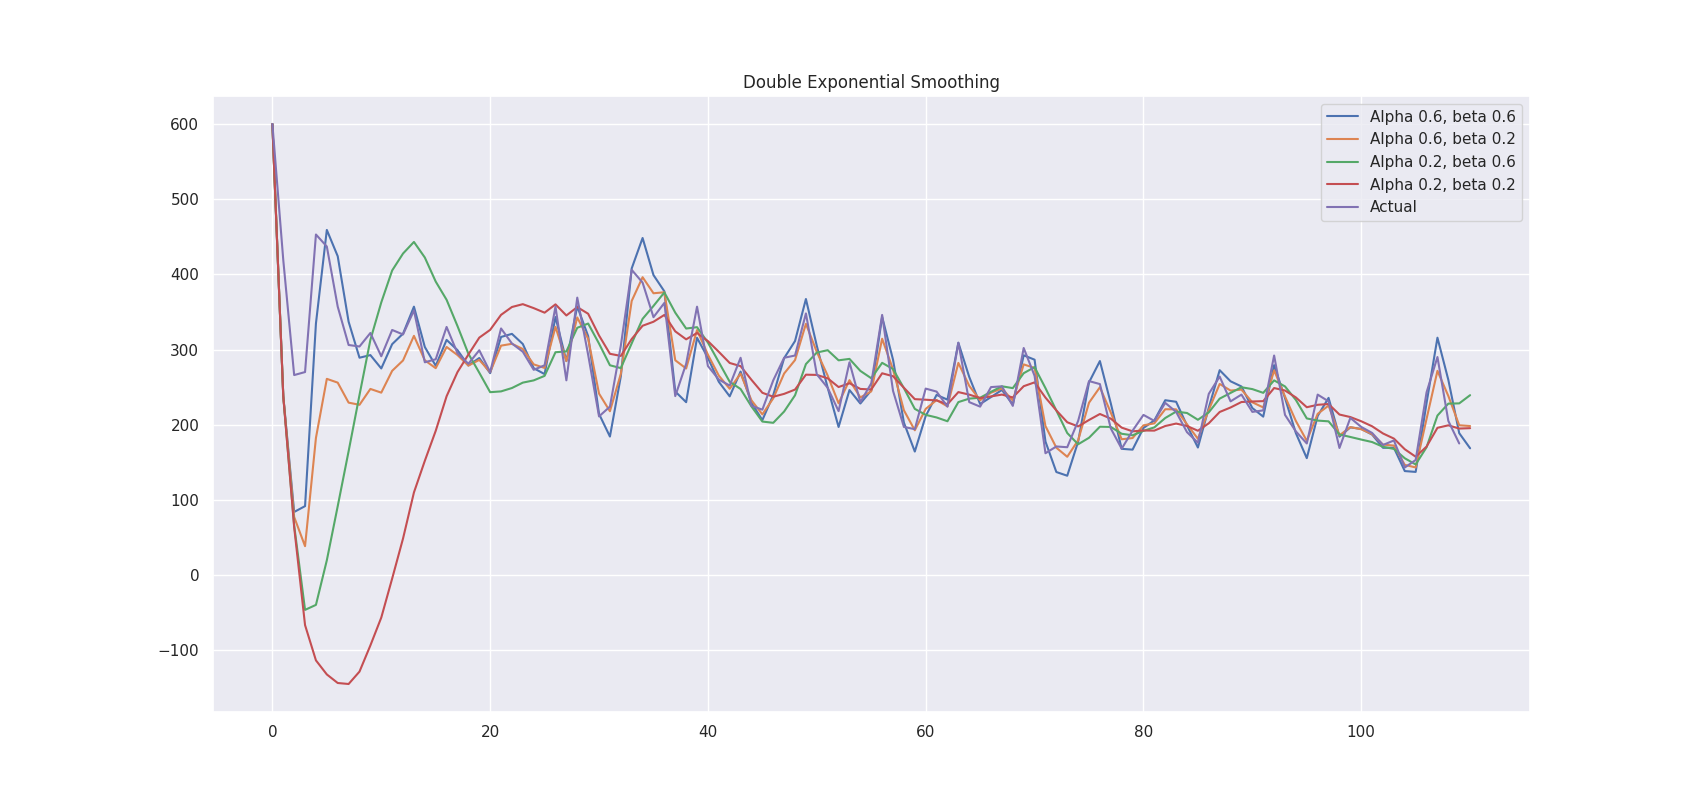 Double Exponential Smoothing
600
500
400
300
200
100
0
−100
0 20 40 60 80 100
Alpha 0.6, beta 0.6
Alpha 0.6, beta 0.2
Alpha 0.2, beta 0.6
Alpha 0.2, beta 0.2
Actual